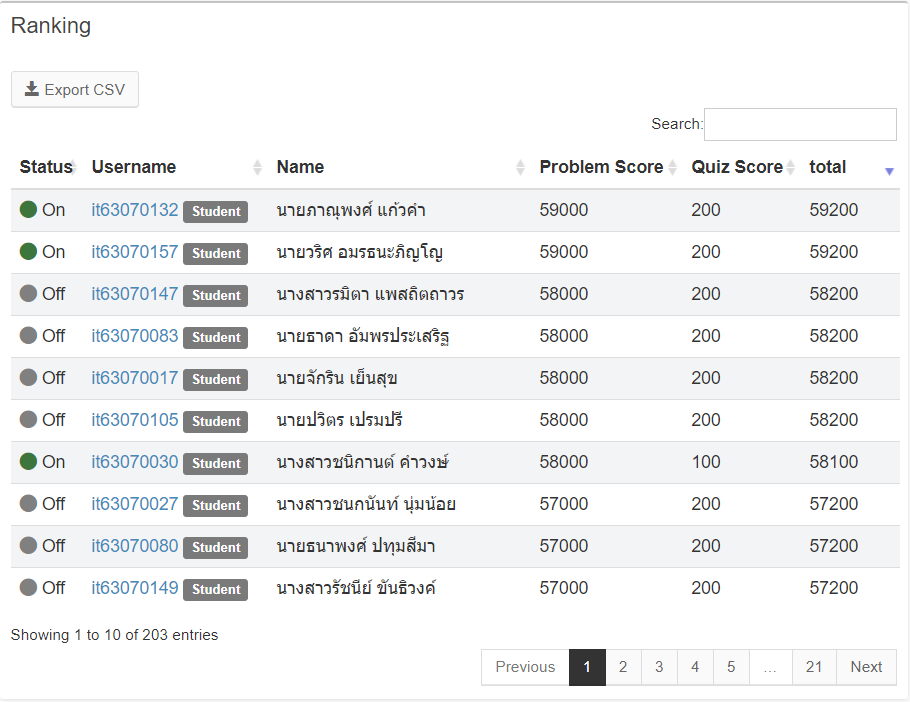 Ranking
Export CSV
Search:
Status Username Name Problem Score Quiz Score total
On it63070132 Student นายภาณุพงศ์ แก้วคำ 59000 200 59200
On it63070157 Student นายวริศ อมรธนะภิญโญ 59000 200 59200
Off it63070147 Student นางสาวรมิตา แพสถิตถาวร 58000 200 58200
Off it63070083 Student นายธาดา อัมพรประเสริฐ 58000 200 58200
Off it63070017 Student นายจักริน เย็นสุข 58000 200 58200
Off it63070105 Student นายปวิตร เปรมปรี 58000 200 58200
On it63070030 Student นางสาวชนิกานต์ คำวงษ์ 58000 100 58100
Off it63070027 Student นางสาวชนกนันท์ นุ่มน้อย 57000 200 57200
Off it63070080 Student นายธนาพงศ์ ปทุมสีมา 57000 200 57200
Off it63070149 Student นางสาวรัชนีย์ ขันธิวงค์ 57000 200 57200
Showing 1 to 10 of 203 entries
Previous 1 2 3 4 5 … 21 Next